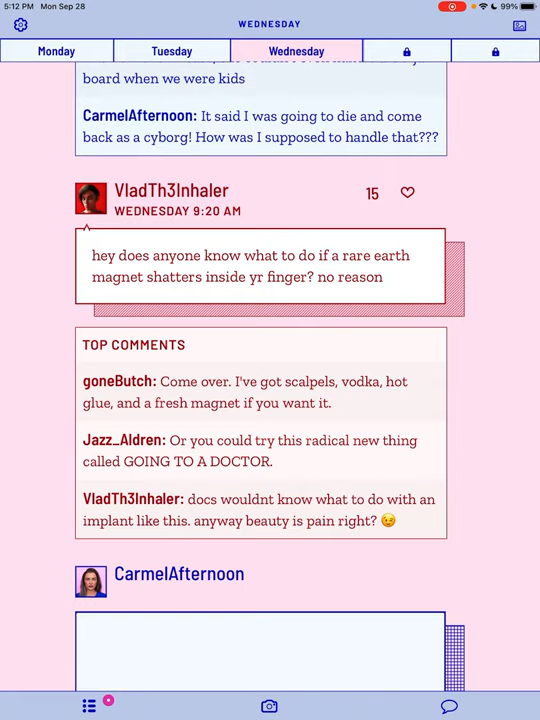 5:12 PM Mon Sep 28
99%
WEDNESDAY
Monday
Tuesday
Wednesday
board when we were kids
CarmelAfternoon: It said I was going to die and come
back as a cyborg! How was I supposed to handle that???
VladTh3Inhaler
15
WEDNESDAY 9:20 AM
hey does anyone know what to do if a rare earth
magnet shatters inside yr finger? no reason
TOP COMMENTS
goneButch: Come over. I've got scalpels, vodka, hot
glue, and a fresh magnet if you want it.
Jazz_Aldren: Or you could try this radical new thing
called GOING TO A DOCTOR.
VladTh3Inhaler: docs wouldnt know what to do with an
implant like this. anyway beauty is pain right? 😉
CarmelAfternoon